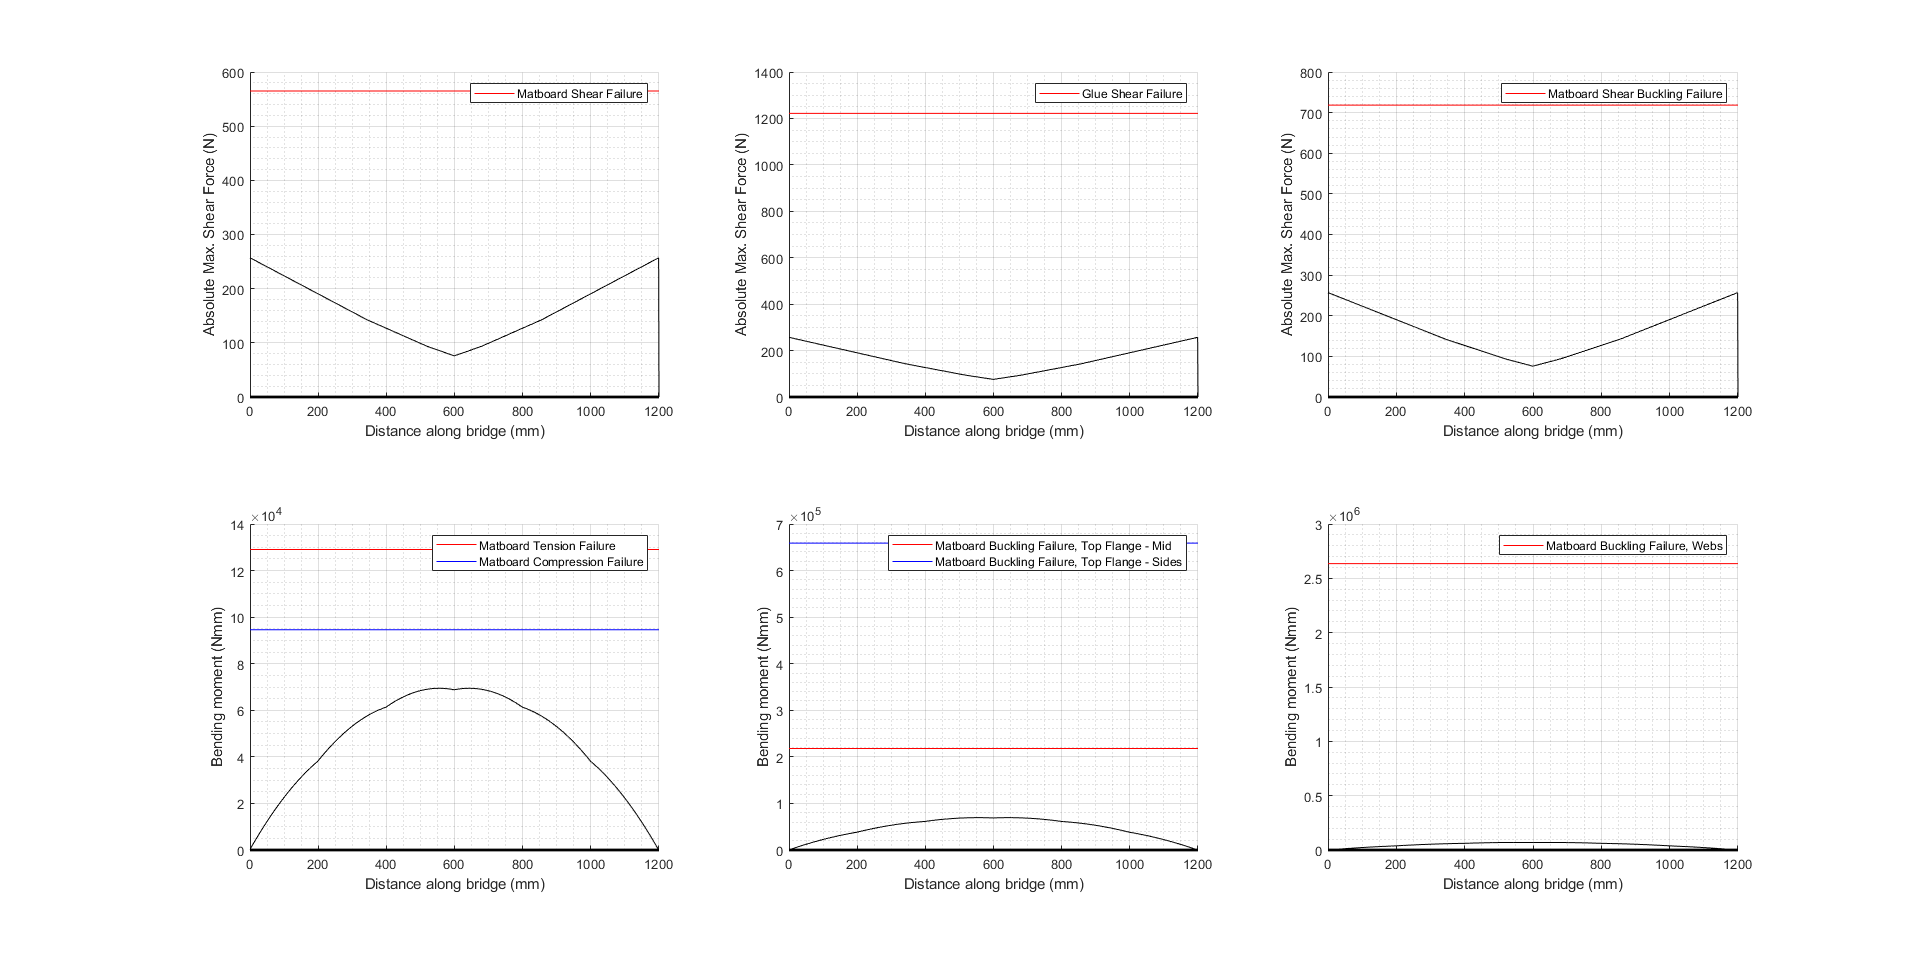 600
500
400
300
200
100
0
Absolute Max. Shear Force (N)
Matboard Shear Failure
0 200 400 600 800 1000 1200
Distance along bridge (mm)
1400
1200
1000
800
600
400
200
0
Absolute Max. Shear Force (N)
Glue Shear Failure
0 200 400 600 800 1000 1200
Distance along bridge (mm)
800
700
600
500
400
300
200
100
0
Absolute Max. Shear Force (N)
Matboard Shear Buckling Failure
0 200 400 600 800 1000 1200
Distance along bridge (mm)
×10⁴
14
12
10
8
6
4
2
0
Bending moment (Nmm)
Matboard Tension Failure
Matboard Compression Failure
0 200 400 600 800 1000 1200
Distance along bridge (mm)
×10⁵
7
6
5
4
3
2
1
0
Bending moment (Nmm)
Matboard Buckling Failure, Top Flange - Mid
Matboard Buckling Failure, Top Flange - Sides
0 200 400 600 800 1000 1200
Distance along bridge (mm)
×10⁶
3
2.5
2
1.5
1
0.5
0
Bending moment (Nmm)
Matboard Buckling Failure, Webs
0 200 400 600 800 1000 1200
Distance along bridge (mm)